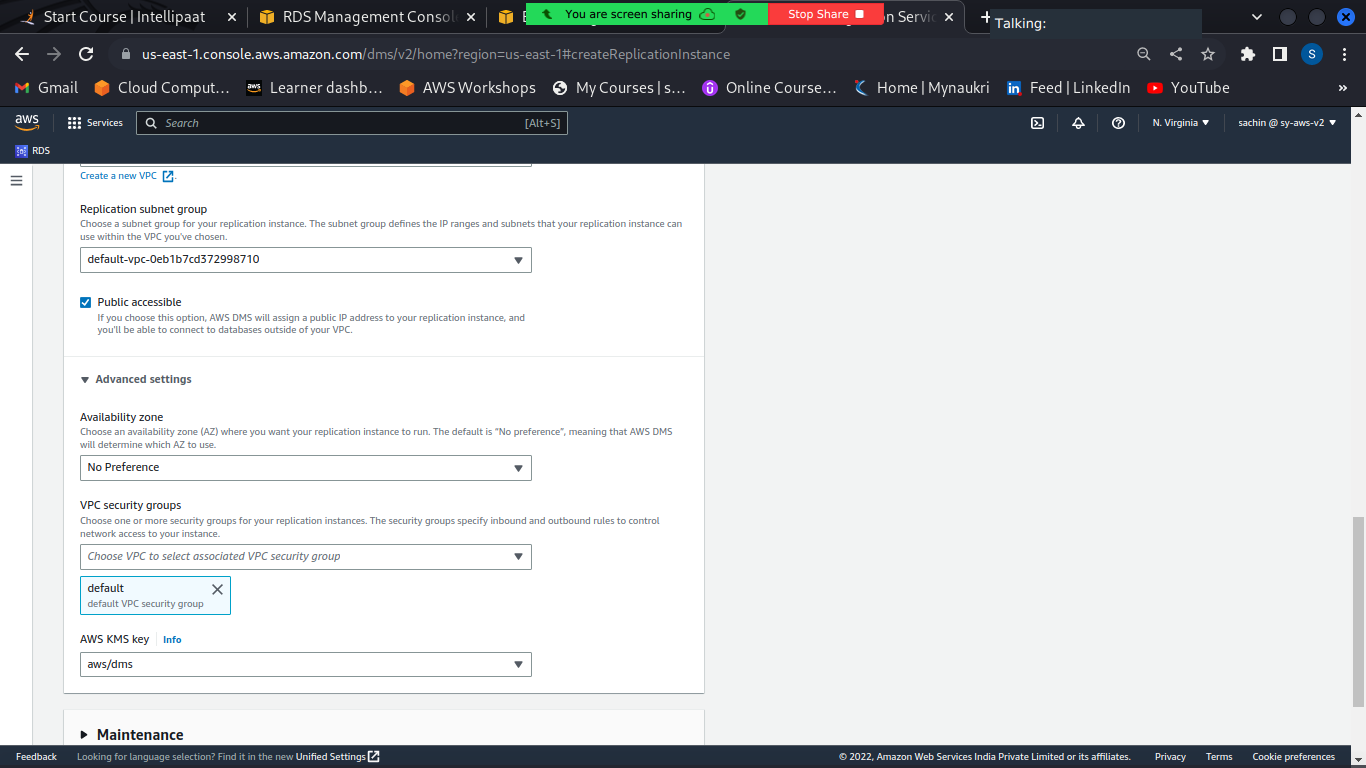 Start Course | Intellipaat
RDS Management Consol
You are screen sharing
Stop Share
Talking:
us-east-1.console.aws.amazon.com/dms/v2/home?region=us-east-1#createReplicationInstance
S
Gmail
Cloud Comput...
Learner dashb...
AWS Workshops
My Courses | s...
Online Course...
Home | Mynaukri
Feed | LinkedIn
YouTube
»
aws
Services
Search
[Alt+S]
N. Virginia
sachin @ sy-aws-v2
RDS
Create a new VPC
Replication subnet group
Choose a subnet group for your replication instance. The subnet group defines the IP ranges and subnets that your replication instance can
use within the VPC you've chosen.
default-vpc-0eb1b7cd372998710
Public accessible
If you choose this option, AWS DMS will assign a public IP address to your replication instance, and
you'll be able to connect to databases outside of your VPC.
Advanced settings
Availability zone
Choose an availability zone (AZ) where you want your replication instance to run. The default is “No preference”, meaning that AWS DMS
will determine which AZ to use.
No Preference
VPC security groups
Choose one or more security groups for your replication instances. The security groups specify inbound and outbound rules to control
network access to your instance.
Choose VPC to select associated VPC security group
default
default VPC security group
AWS KMS key
Info
aws/dms
Maintenance
Feedback
Looking for language selection? Find it in the new Unified Settings
© 2022, Amazon Web Services India Private Limited or its affiliates.
Privacy
Terms
Cookie preferences